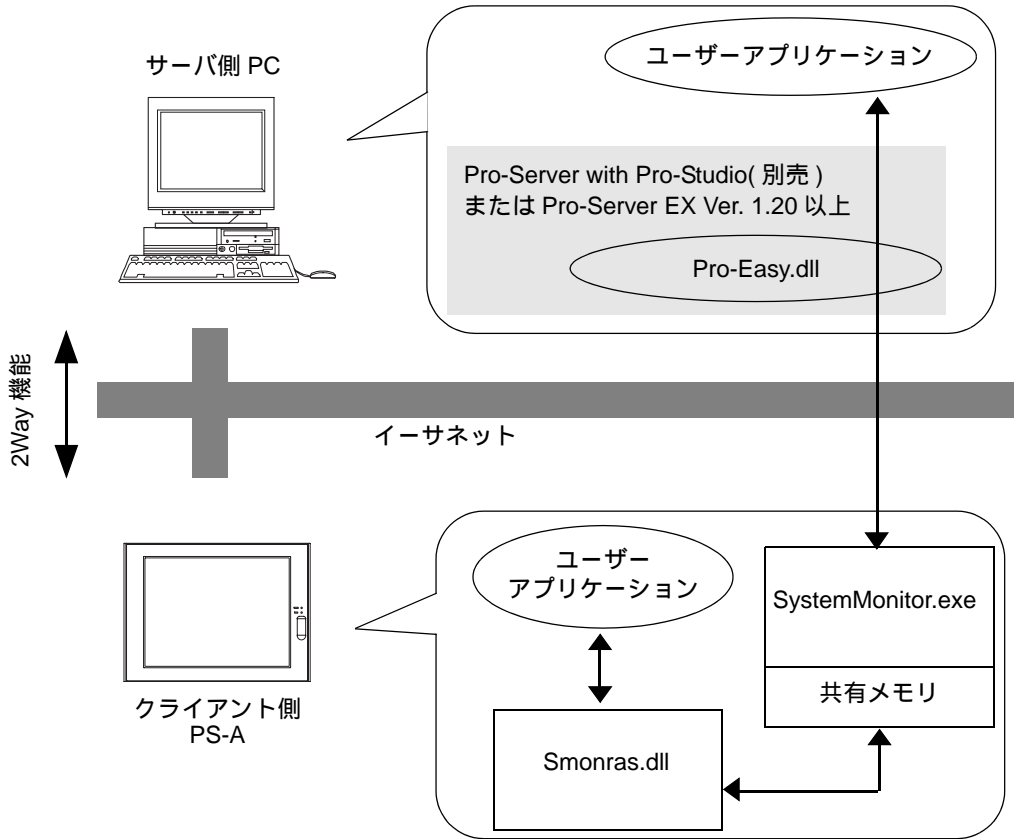 サーバ側 PC
ユーザーアプリケーション
Pro-Server with Pro-Studio( 別売 )
または Pro-Server EX Ver. 1.20 以上
Pro-Easy.dll
2Way 機能
イーサネット
クライアント側
PS-A
ユーザー
アプリケーション
SystemMonitor.exe
共有メモリ
Smonras.dll